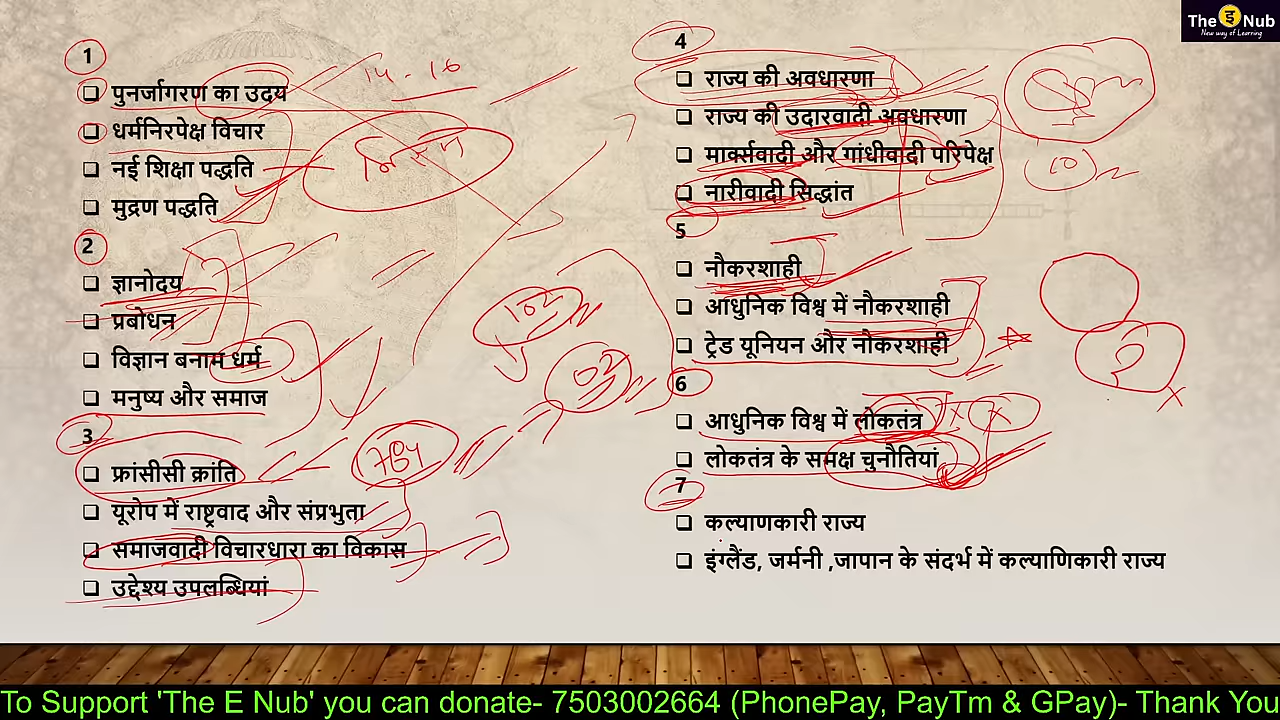 The इ Nub
New way of Learning
1
पुनर्जागरण का उदय
14 - 16
धर्मनिरपेक्ष विचार
नई शिक्षा पद्धति
मुद्रण पद्धति
2
ज्ञानोदय
प्रबोधन
विज्ञान बनाम धर्म
मनुष्य और समाज
3
फ्रांसीसी क्रांति
यूरोप में राष्ट्रवाद और संप्रभुता
समाजवादी विचारधारा का विकास
उद्देश्य उपलब्धियां
4
राज्य की अवधारणा
राज्य की उदारवादी अवधारणा
मार्क्सवादी और गांधीवादी परिपेक्ष
10
नारीवादी सिद्धांत
5
नौकरशाही
आधुनिक विश्व में नौकरशाही
ट्रेड यूनियन और नौकरशाही
6
आधुनिक विश्व में लोकतंत्र
लोकतंत्र के समक्ष चुनौतियां
7
कल्याणकारी राज्य
इंग्लैंड, जर्मनी ,जापान के संदर्भ में कल्याणिकारी राज्य
To Support 'The E Nub' you can donate- 7503002664 (PhonePay, PayTm & GPay)- Thank You